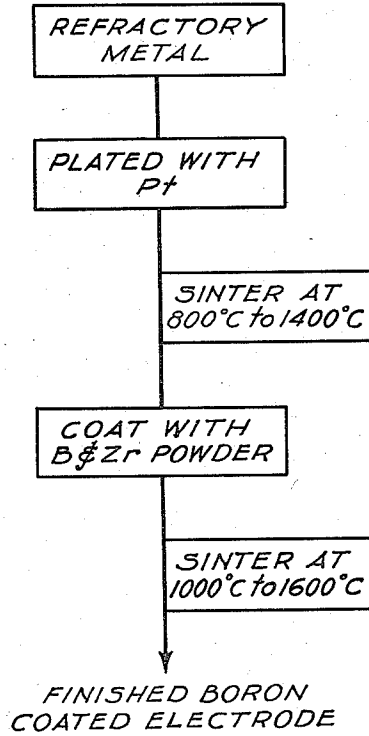 REFRACTORY
METAL
PLATED WITH
Pt
SINTER AT
800°C to 1400°C
COAT WITH
B & Zr POWDER
SINTER AT
1000°C to 1600°C
FINISHED BORON
COATED ELECTRODE